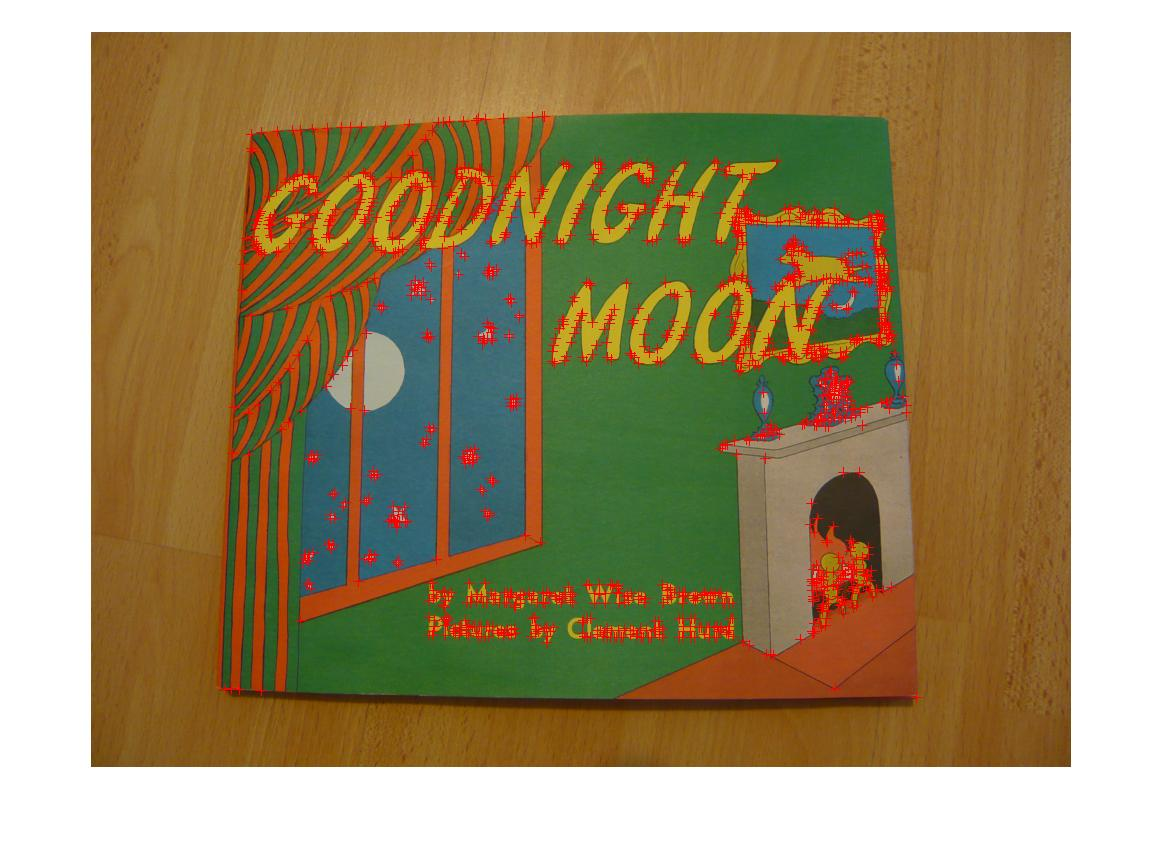 GOODNIGHT
MOON
by Margaret Wise Brown
Pictures by Clement Hurd